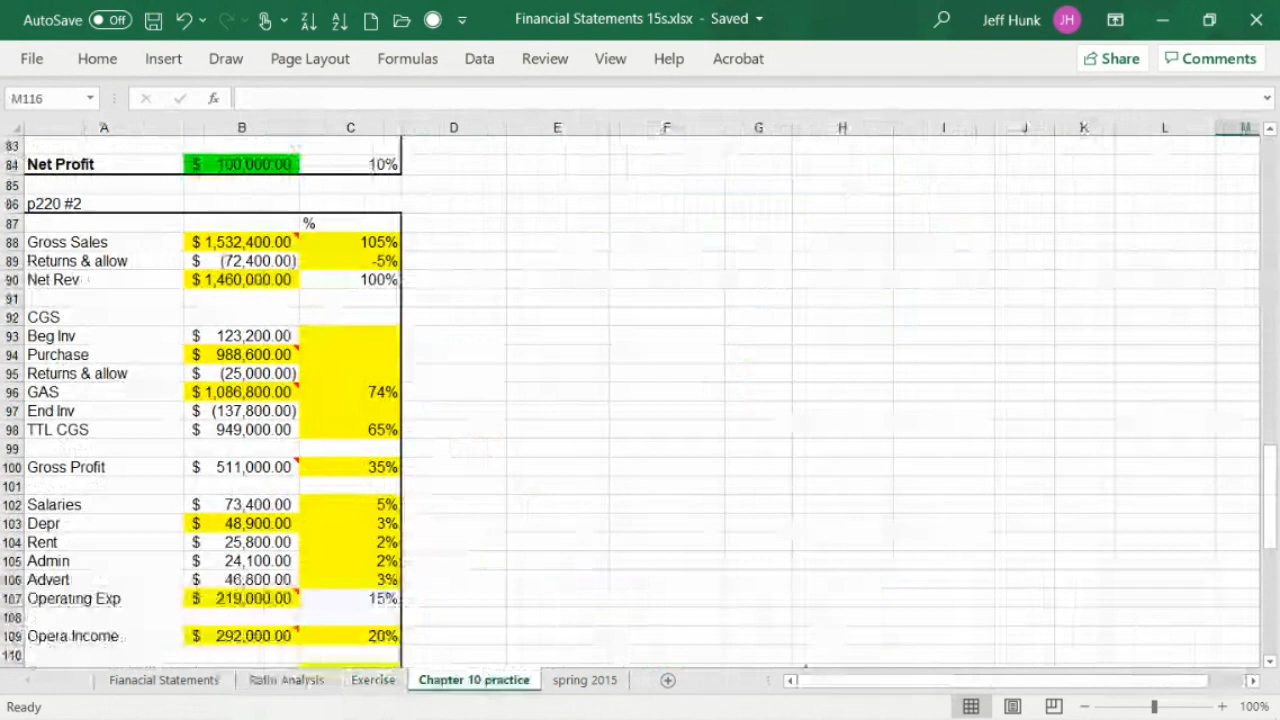 AutoSave Off Financial Statements 15s.xlsx - Saved Jeff Hunk JH
File Home Insert Draw Page Layout Formulas Data Review View Help Acrobat Share Comments
M116 fx
A B C D E F G H I J K L M
83
84 Net Profit $ 100,000.00 10%
85
86 p220 #2
87 %
88 Gross Sales $ 1,532,400.00 105%
89 Returns & allow $ (72,400.00) -5%
90 Net Rev $ 1,460,000.00 100%
91
92 CGS
93 Beg Inv $ 123,200.00
94 Purchase $ 988,600.00
95 Returns & allow $ (25,000.00)
96 GAS $ 1,086,800.00 74%
97 End Inv $ (137,800.00)
98 TTL CGS $ 949,000.00 65%
99
100 Gross Profit $ 511,000.00 35%
101
102 Salaries $ 73,400.00 5%
103 Depr $ 48,900.00 3%
104 Rent $ 25,800.00 2%
105 Admin $ 24,100.00 2%
106 Advert $ 46,800.00 3%
107 Operating Exp $ 219,000.00 15%
108
109 Opera Income $ 292,000.00 20%
110
Fianacial Statements Ratio Analysis Exercise Chapter 10 practice spring 2015
Ready 100%